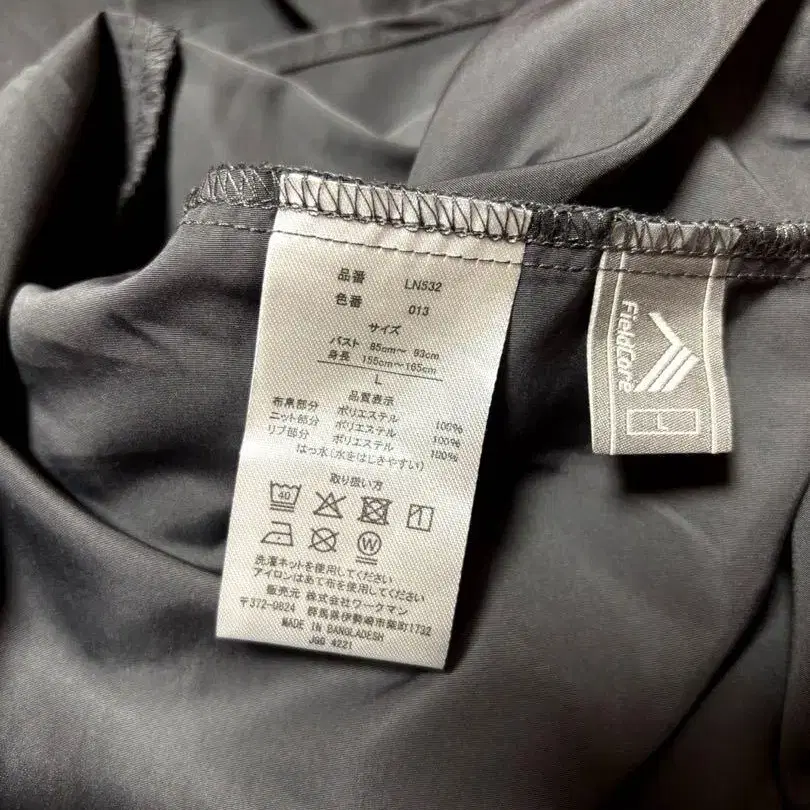 品番 LN532
色番 013
サイズ
バスト 85cm～ 93cm
身長 155cm～165cm
L
品質表示
布帛部分 ポリエステル 100%
ニット部分 ポリエステル 100%
リブ部分 ポリエステル 100%
はっ水(水をはじきやすい)
取り扱い方
40
W
洗濯ネットを使用してください
アイロンはあて布を使用してください
販売元 株式会社ワークマン
〒372-0824 群馬県伊勢崎市柴町1732
MADE IN BANGLADESH
JGG 4221
FieldCore
L